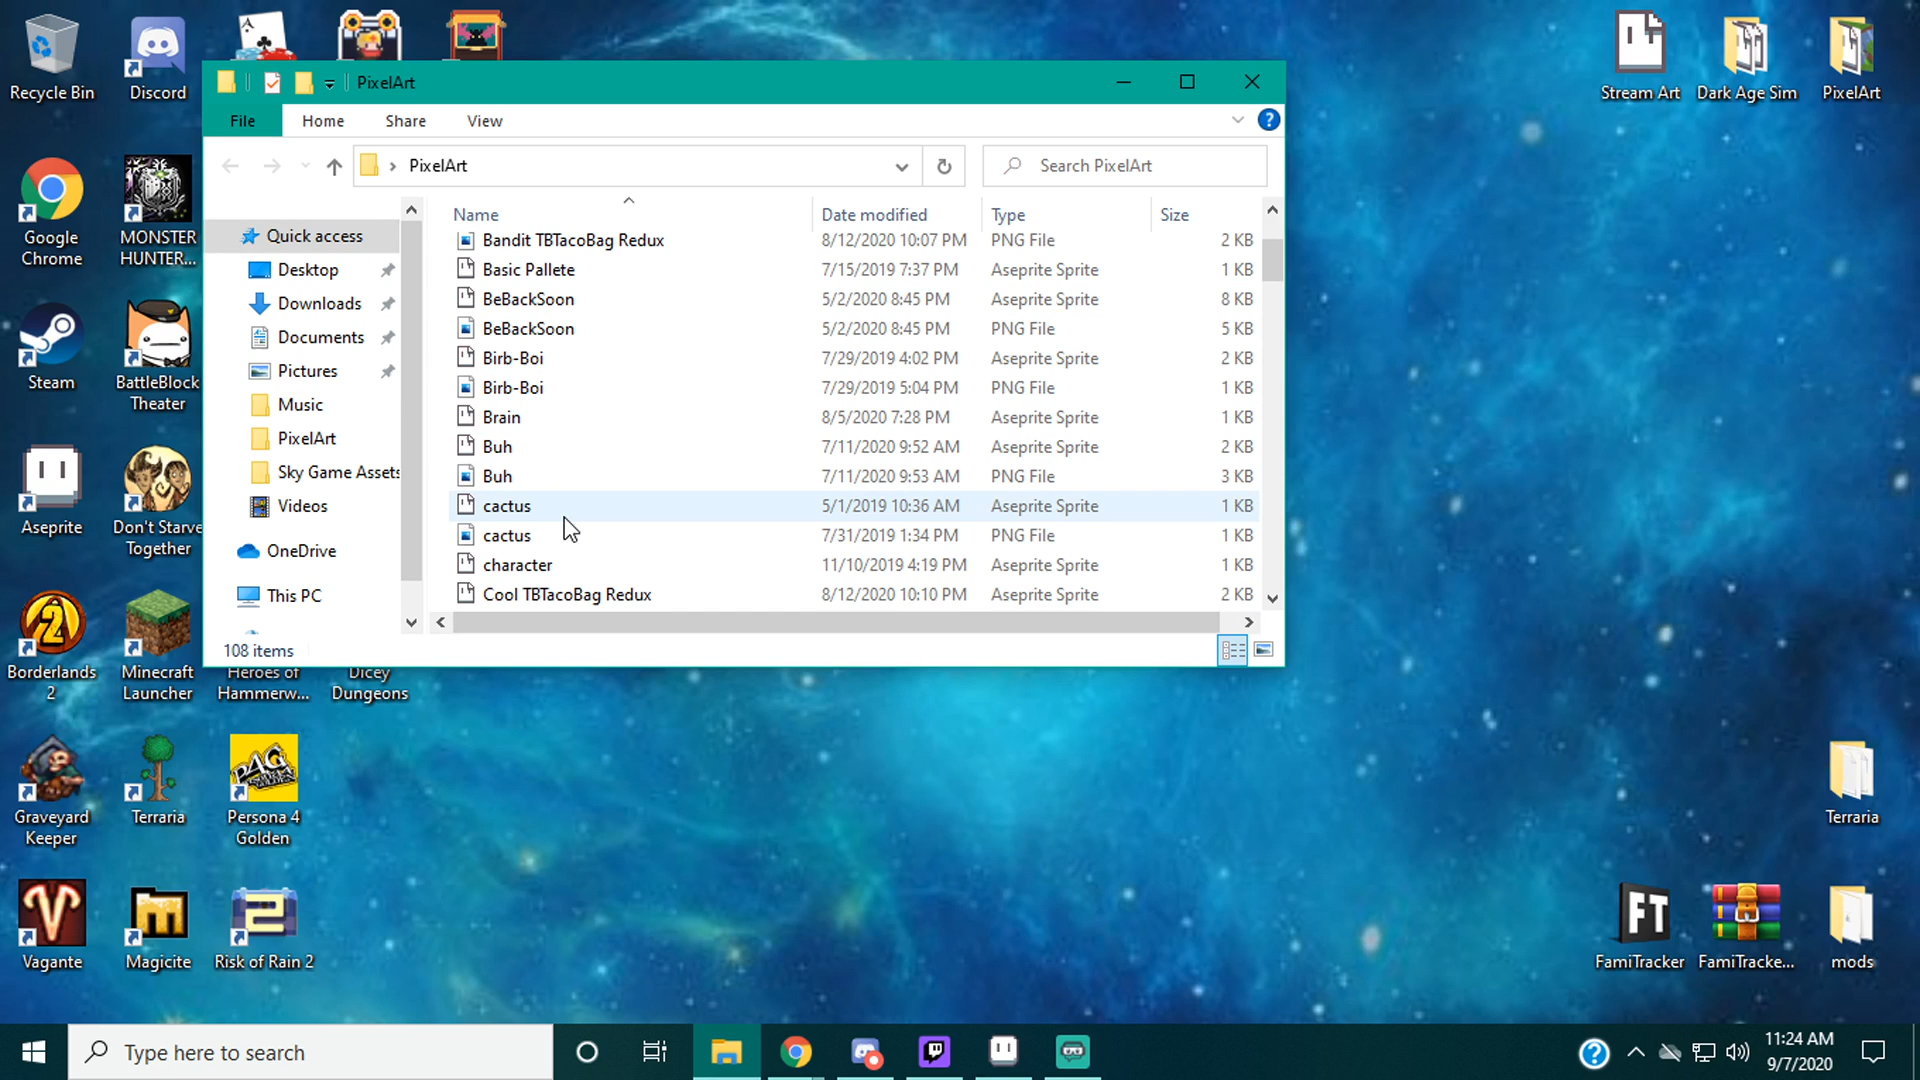 Recycle Bin
Discord
Stream Art
Dark Age Sim
PixelArt
PixelArt
File
Home
Share
View
PixelArt
Search PixelArt
Name
Date modified
Type
Size
Bandit TBTacoBag Redux 8/12/2020 10:07 PM PNG File 2 KB
Basic Pallete 7/15/2019 7:37 PM Aseprite Sprite 1 KB
BeBackSoon 5/2/2020 8:45 PM Aseprite Sprite 8 KB
BeBackSoon 5/2/2020 8:45 PM PNG File 5 KB
Birb-Boi 7/29/2019 4:02 PM Aseprite Sprite 2 KB
Birb-Boi 7/29/2019 5:04 PM PNG File 1 KB
Brain 8/5/2020 7:28 PM Aseprite Sprite 1 KB
Buh 7/11/2020 9:52 AM Aseprite Sprite 2 KB
Buh 7/11/2020 9:53 AM PNG File 3 KB
cactus 5/1/2019 10:36 AM Aseprite Sprite 1 KB
cactus 7/31/2019 1:34 PM PNG File 1 KB
character 11/10/2019 4:19 PM Aseprite Sprite 1 KB
Cool TBTacoBag Redux 8/12/2020 10:10 PM Aseprite Sprite 2 KB
Quick access
Desktop
Downloads
Documents
Pictures
Music
PixelArt
Sky Game Assets
Videos
OneDrive
This PC
108 items
Google
Chrome
MONSTER
HUNTER...
Steam
BattleBlock
Theater
Aseprite
Don't Starve
Together
Borderlands
2
Minecraft
Launcher
Heroes of
Hammerw...
Dicey
Dungeons
Graveyard
Keeper
Terraria
P4G
Persona 4
Golden
Vagante
Magicite
Risk of Rain 2
Terraria
FT
FamiTracker
FamiTracke...
mods
Type here to search
11:24 AM
9/7/2020